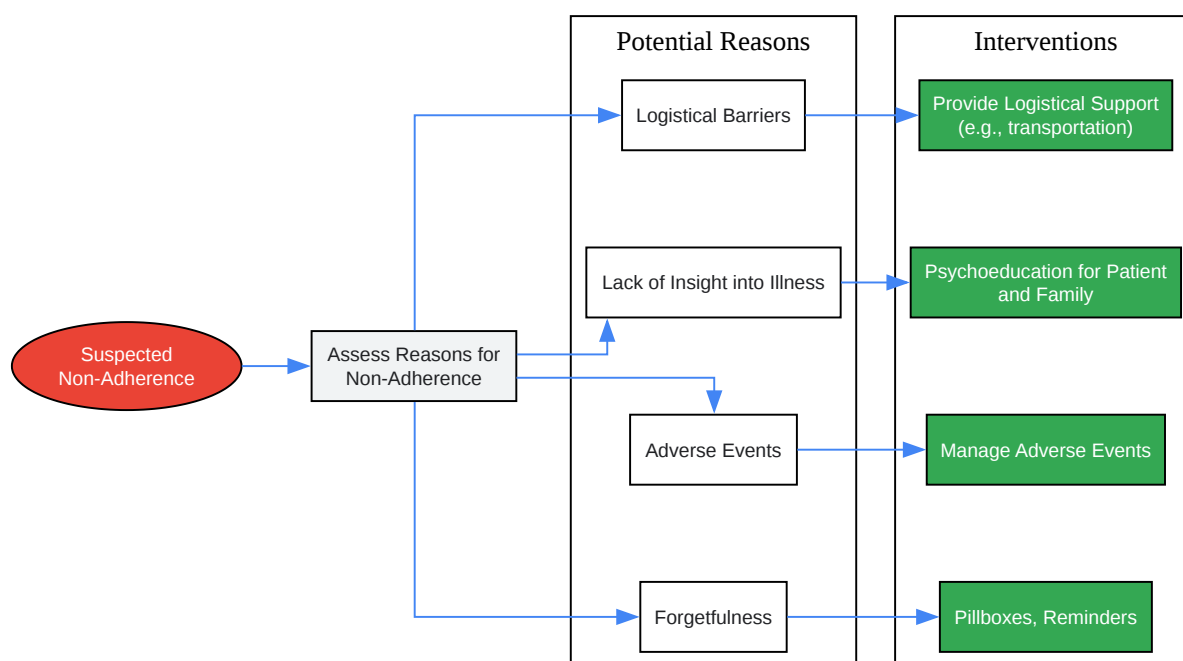 Potential Reasons
Interventions
Logistical Barriers
Provide Logistical Support
(e.g., transportation)
Lack of Insight into Illness
Psychoeducation for Patient
and Family
Suspected
Non-Adherence
Assess Reasons for
Non-Adherence
Adverse Events
Manage Adverse Events
Forgetfulness
Pillboxes, Reminders